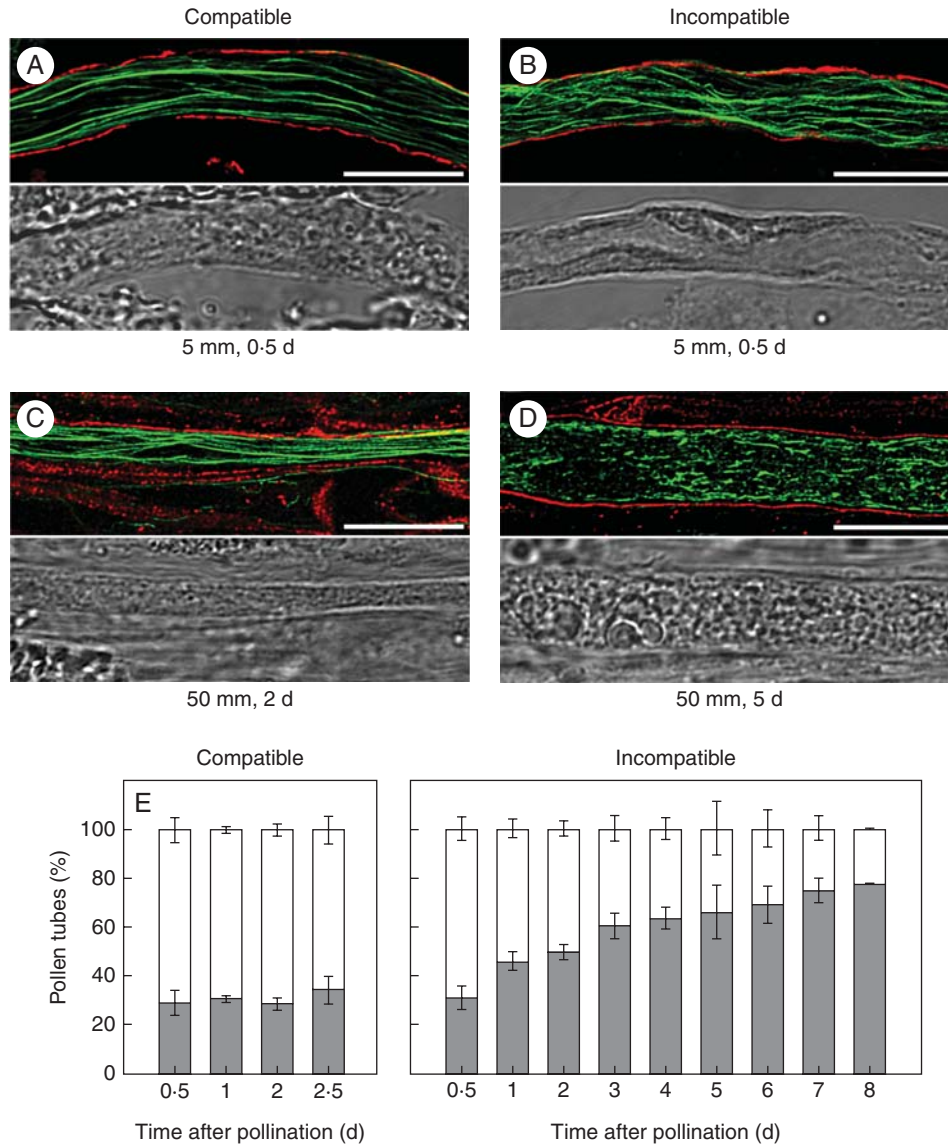 Compatible
Incompatible
A
B
5 mm, 0·5 d
5 mm, 0·5 d
C
D
50 mm, 2 d
50 mm, 5 d
Compatible
Incompatible
E
Pollen tubes (%)
100
80
60
40
20
0
0·5 1 2 2·5
0·5 1 2 3 4 5 6 7 8
Time after pollination (d)
Time after pollination (d)